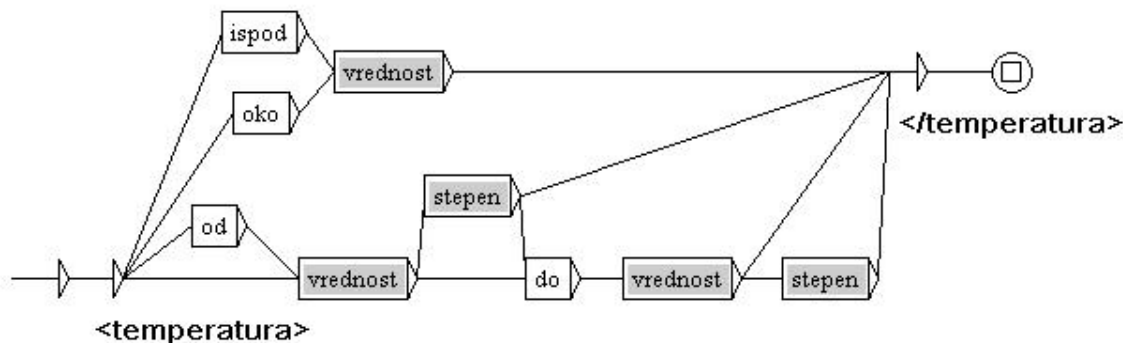 ispod
vrednost
oko
</temperatura>
stepen
od
vrednost
do
vrednost
stepen
<temperatura>